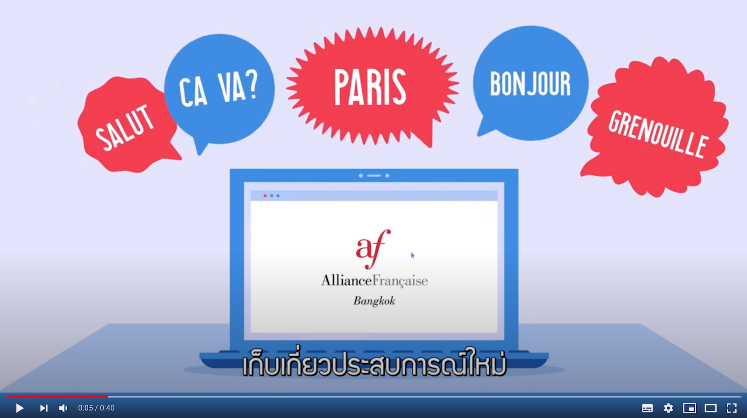 SALUT
CA VA?
PARIS
BONJOUR
GRENOUILLE
af
AllianceFrançaise
Bangkok
เก็บเกี่ยวประสบการณ์ใหม่
0:05 / 0:40